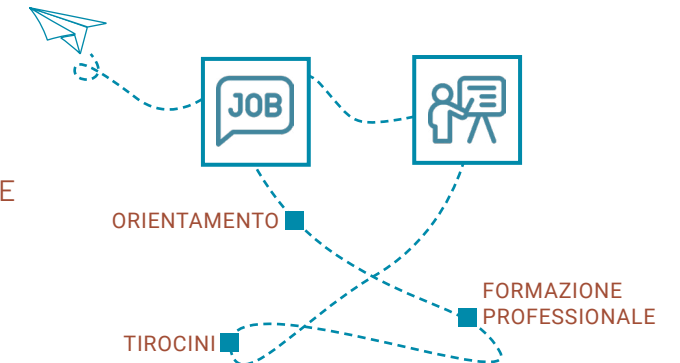 JOB
E
ORIENTAMENTO
FORMAZIONE
PROFESSIONALE
TIROCINI